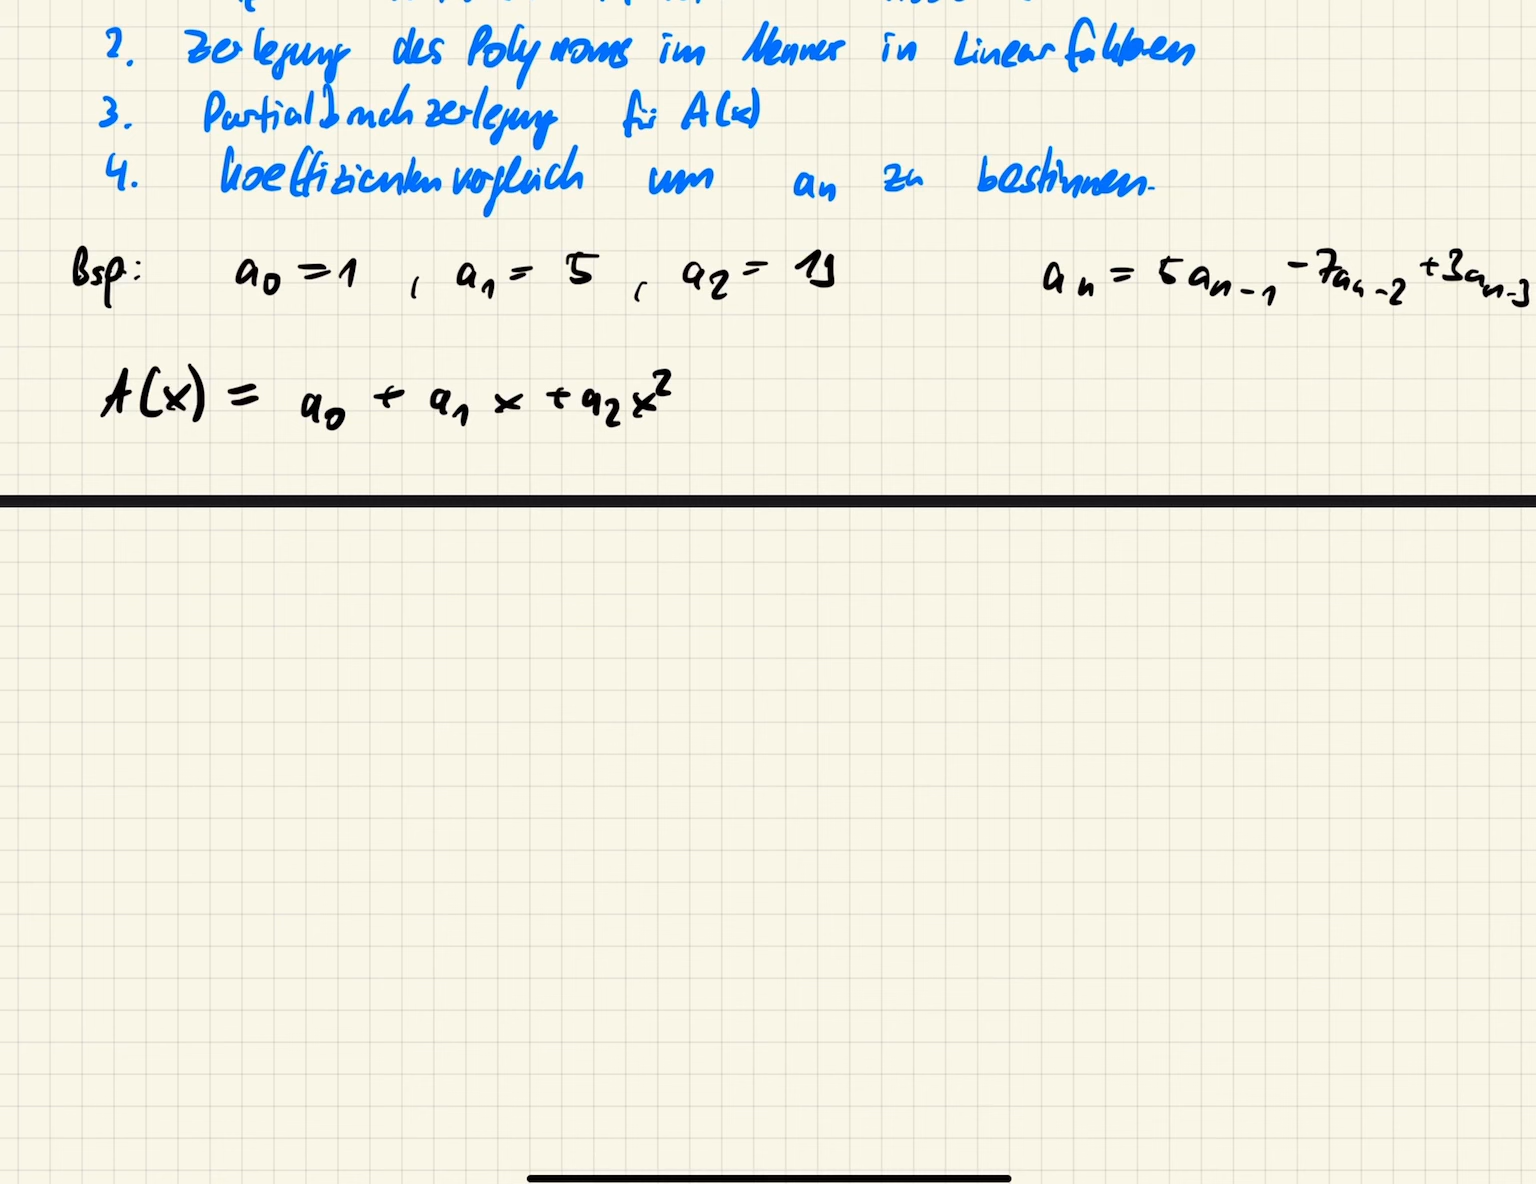 2. Zerlegung des Polynoms im Nenner in Linearfaktoren
3. Partialbruchzerlegung für A(x)
4. Koeffizientenvergleich um an zu bestimmen.
Bsp: a₀ = 1 , a₁ = 5 , a₂ = 19 aₙ = 5aₙ₋₁ - 7aₙ₋₂ + 3aₙ₋₃
A(x) = a₀ + a₁ x + a₂ x²